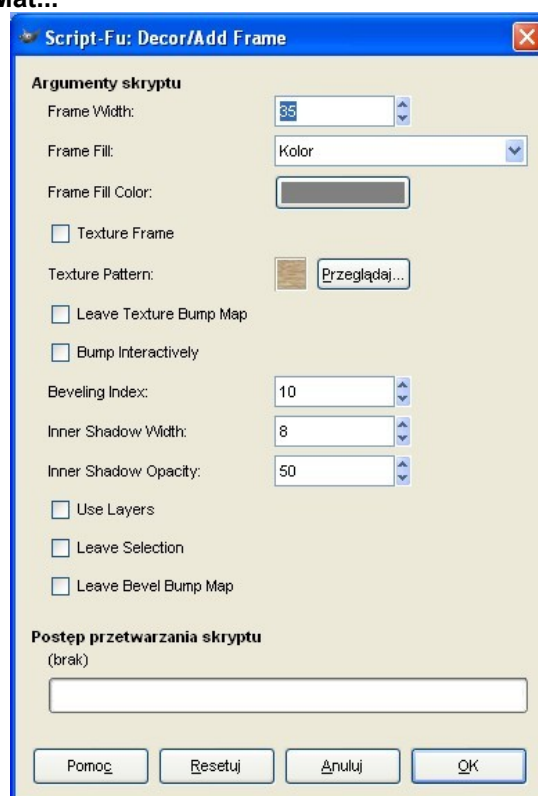 Mat...
Script-Fu: Decor/Add Frame
Argumenty skryptu
Frame Width: 35
Frame Fill: Kolor
Frame Fill Color:
Texture Frame
Texture Pattern: Przeglądaj...
Leave Texture Bump Map
Bump Interactively
Beveling Index: 10
Inner Shadow Width: 8
Inner Shadow Opacity: 50
Use Layers
Leave Selection
Leave Bevel Bump Map
Postęp przetwarzania skryptu
(brak)
Pomoc Resetuj Anuluj OK